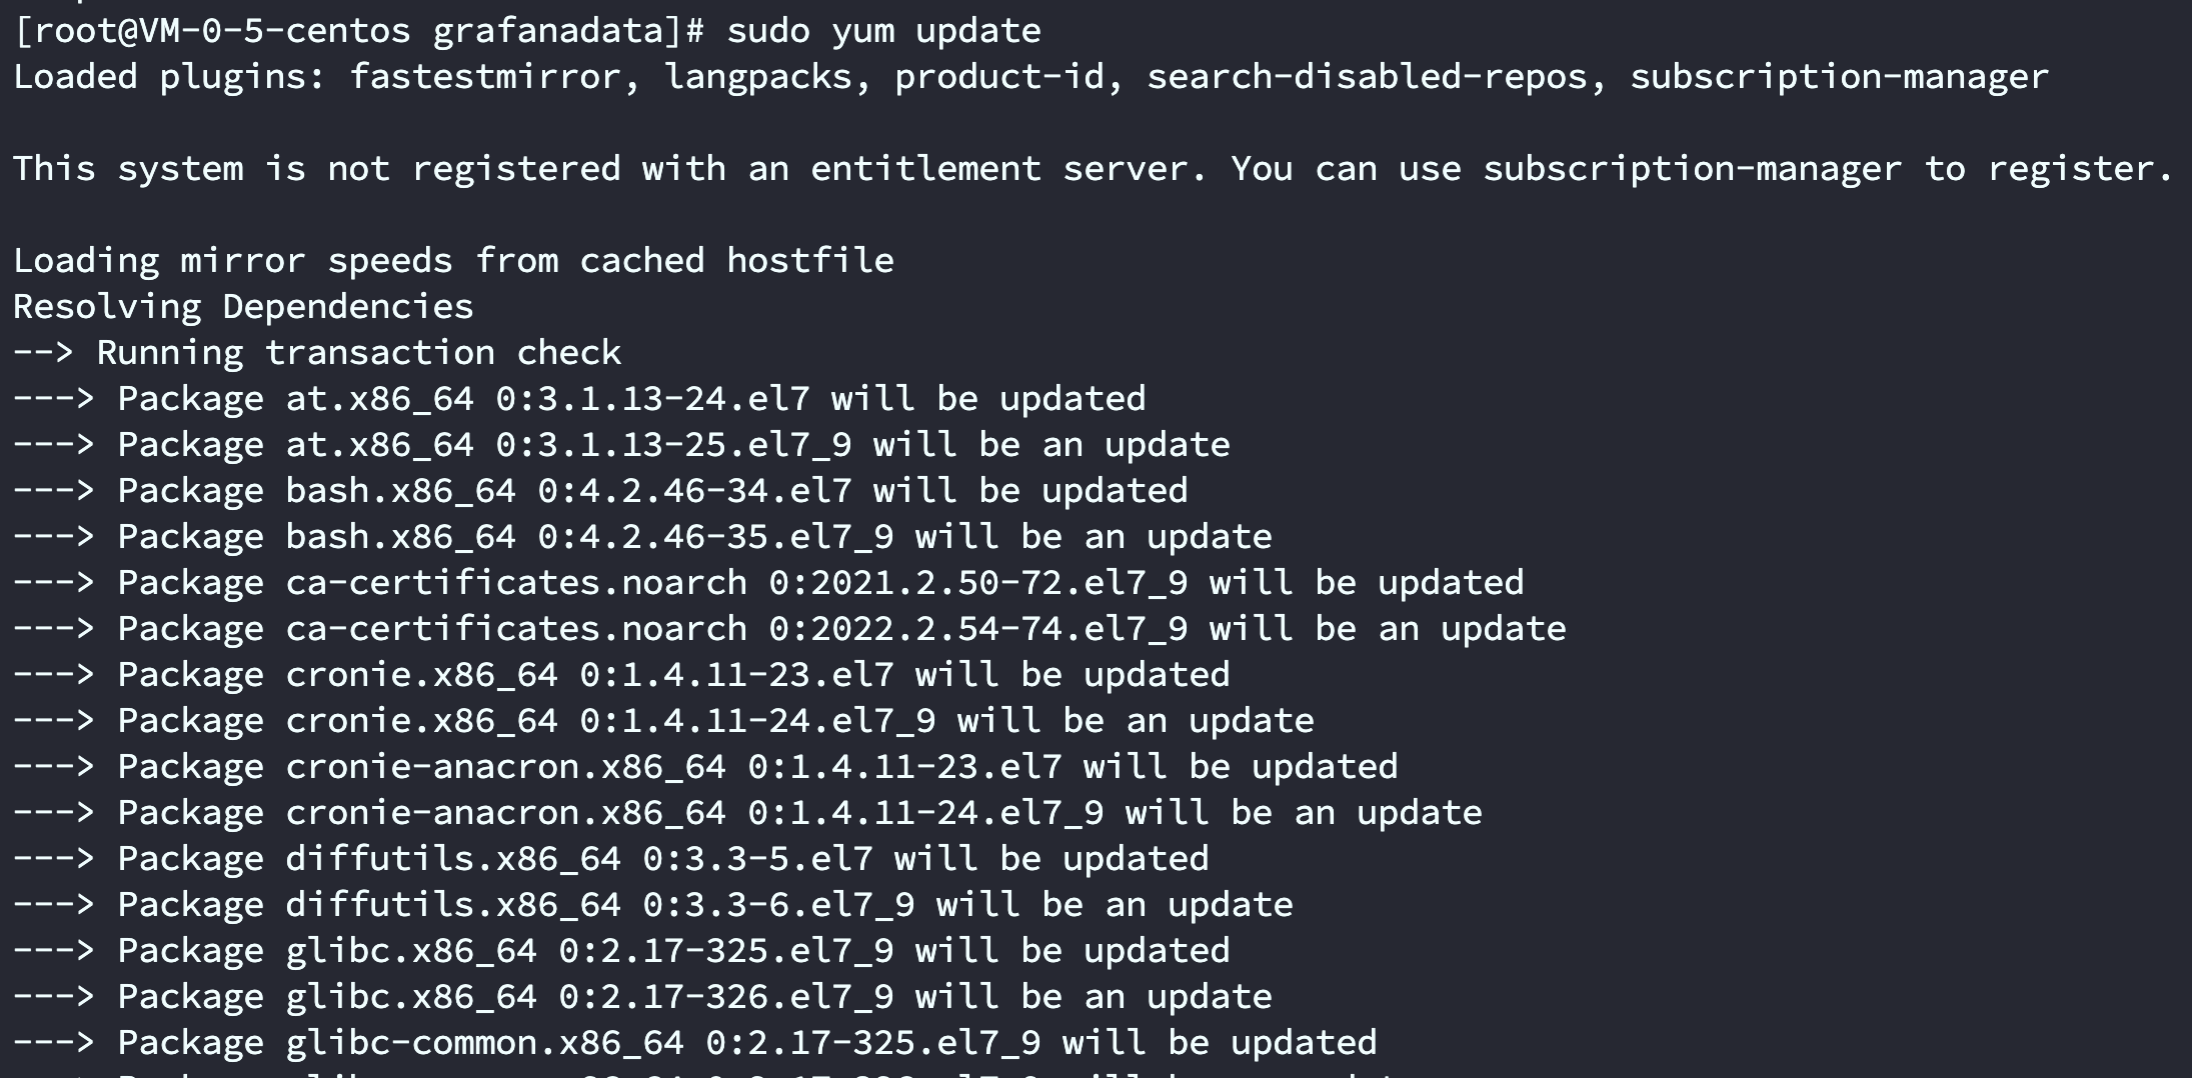 [root@VM-0-5-centos grafanadata]# sudo yum update
Loaded plugins: fastestmirror, langpacks, product-id, search-disabled-repos, subscription-manager
This system is not registered with an entitlement server. You can use subscription-manager to register.
Loading mirror speeds from cached hostfile
Resolving Dependencies
--> Running transaction check
---> Package at.x86_64 0:3.1.13-24.el7 will be updated
---> Package at.x86_64 0:3.1.13-25.el7_9 will be an update
---> Package bash.x86_64 0:4.2.46-34.el7 will be updated
---> Package bash.x86_64 0:4.2.46-35.el7_9 will be an update
---> Package ca-certificates.noarch 0:2021.2.50-72.el7_9 will be updated
---> Package ca-certificates.noarch 0:2022.2.54-74.el7_9 will be an update
---> Package cronie.x86_64 0:1.4.11-23.el7 will be updated
---> Package cronie.x86_64 0:1.4.11-24.el7_9 will be an update
---> Package cronie-anacron.x86_64 0:1.4.11-23.el7 will be updated
---> Package cronie-anacron.x86_64 0:1.4.11-24.el7_9 will be an update
---> Package diffutils.x86_64 0:3.3-5.el7 will be updated
---> Package diffutils.x86_64 0:3.3-6.el7_9 will be an update
---> Package glibc.x86_64 0:2.17-325.el7_9 will be updated
---> Package glibc.x86_64 0:2.17-326.el7_9 will be an update
---> Package glibc-common.x86_64 0:2.17-325.el7_9 will be updated